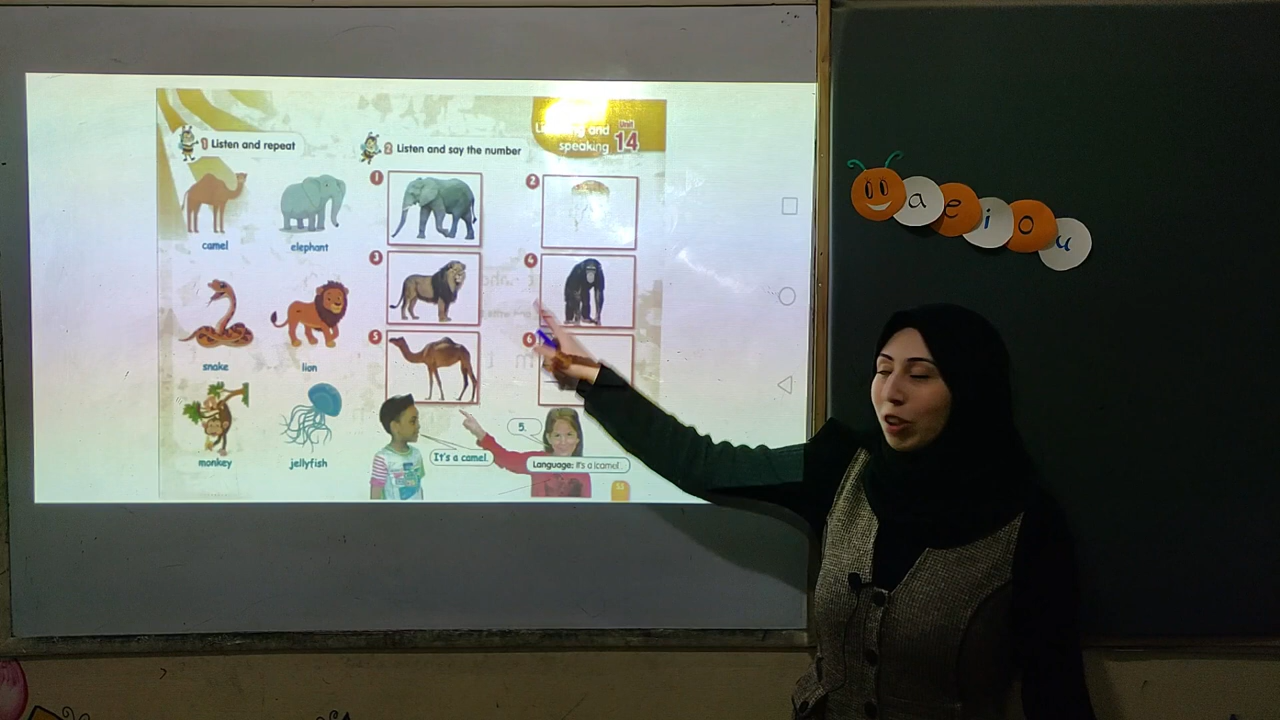 1 Listen and repeat
camel
elephant
snake
lion
monkey
jellyfish
2 Listen and say the number
1
2
3
4
5
6
It's a camel.
5.
Language: It's a (camel).
53
Unit
14
Listening and
speaking
a e i o u